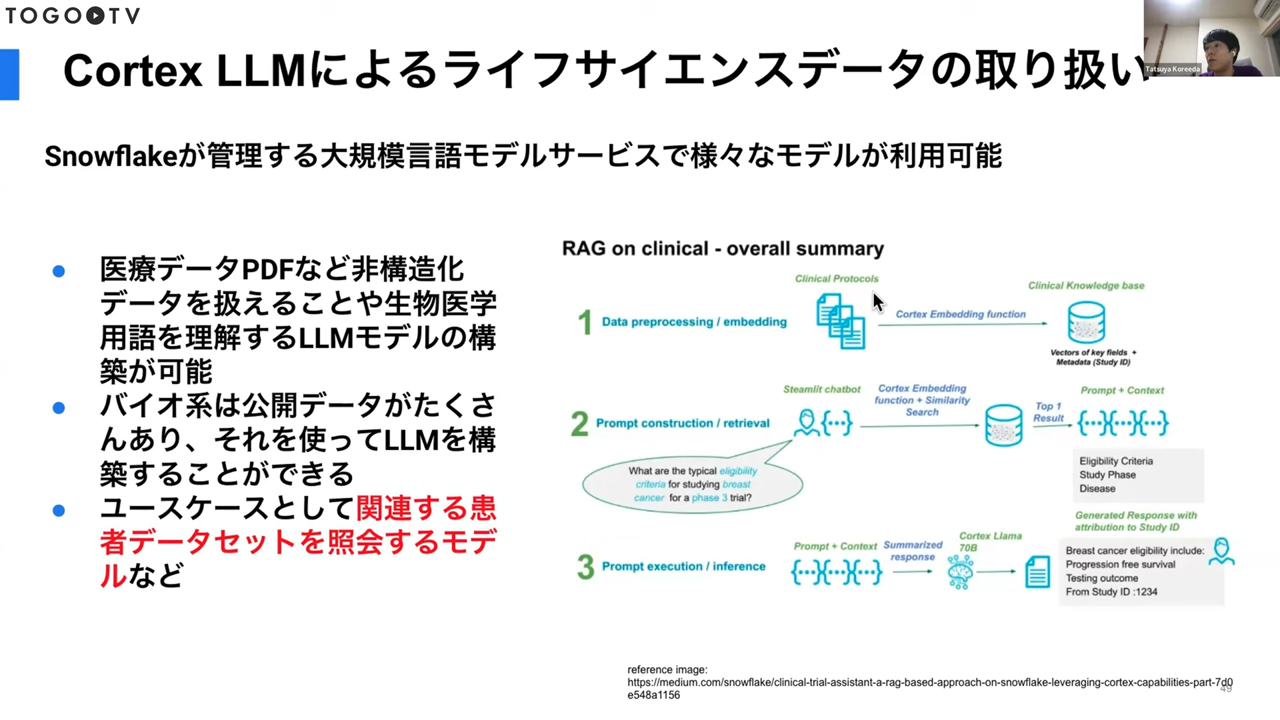 TOGOTV
Cortex LLMによるライフサイエンスデータの取り扱い
Tatsuya Koreeda
Snowflakeが管理する大規模言語モデルサービスで様々なモデルが利用可能
医療データPDFなど非構造化
データを扱えることや生物医学
用語を理解するLLMモデルの構
築が可能
バイオ系は公開データがたくさ
んあり、それを使ってLLMを構
築することができる
ユースケースとして関連する患
者データセットを照会するモデ
ルなど
RAG on clinical - overall summary
1 Data preprocessing / embedding
Clinical Protocols
Cortex Embedding function
Clinical Knowledge base
Vectors of key fields +
Metadata (Study ID)
2 Prompt construction / retrieval
Steamlit chatbot
Cortex Embedding
function + Similarity
Search
Top 1
Result
Prompt + Context
What are the typical eligibility
criteria for studying breast
cancer for a phase 3 trial?
Eligibility Criteria
Study Phase
Disease
3 Prompt execution / inference
Prompt + Context
Summarized
response
Cortex Llama
70B
Generated Response with
attribution to Study ID
Breast cancer eligibility include:
Progression free survival
Testing outcome
From Study ID :1234
reference image:
https://medium.com/snowflake/clinical-trial-assistant-a-rag-based-approach-on-snowflake-leveraging-cortex-capabilities-part-7d0
e548a1156
49